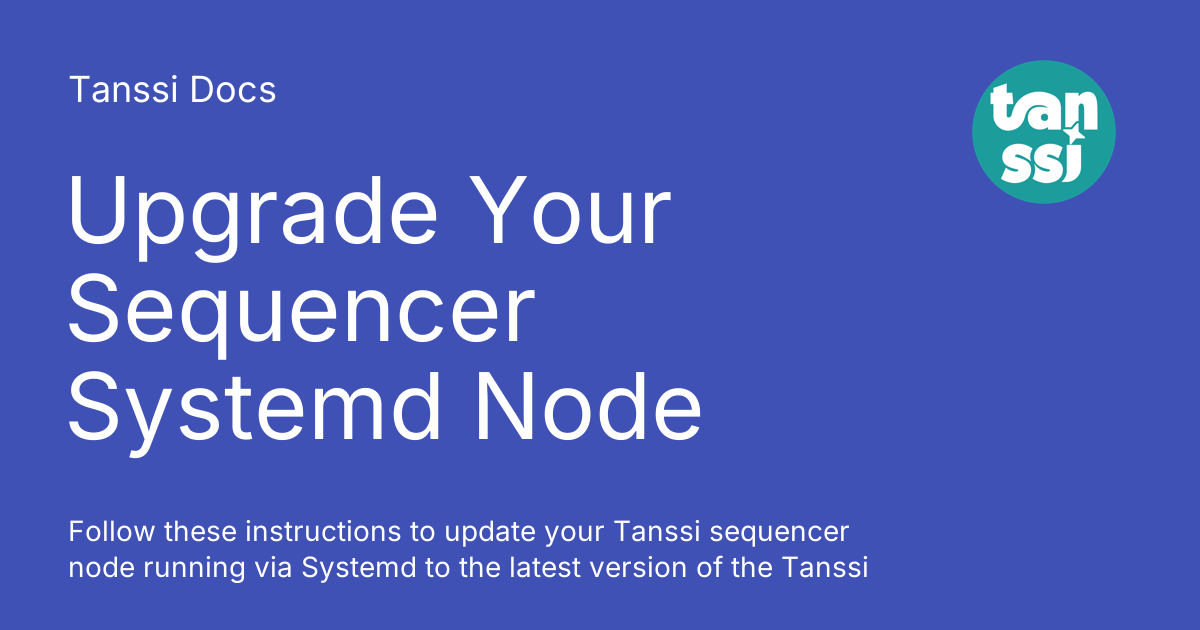 Tanssi Docs
tan
ssi
Upgrade Your
Sequencer
Systemd Node
Follow these instructions to update your Tanssi sequencer
node running via Systemd to the latest version of the Tanssi